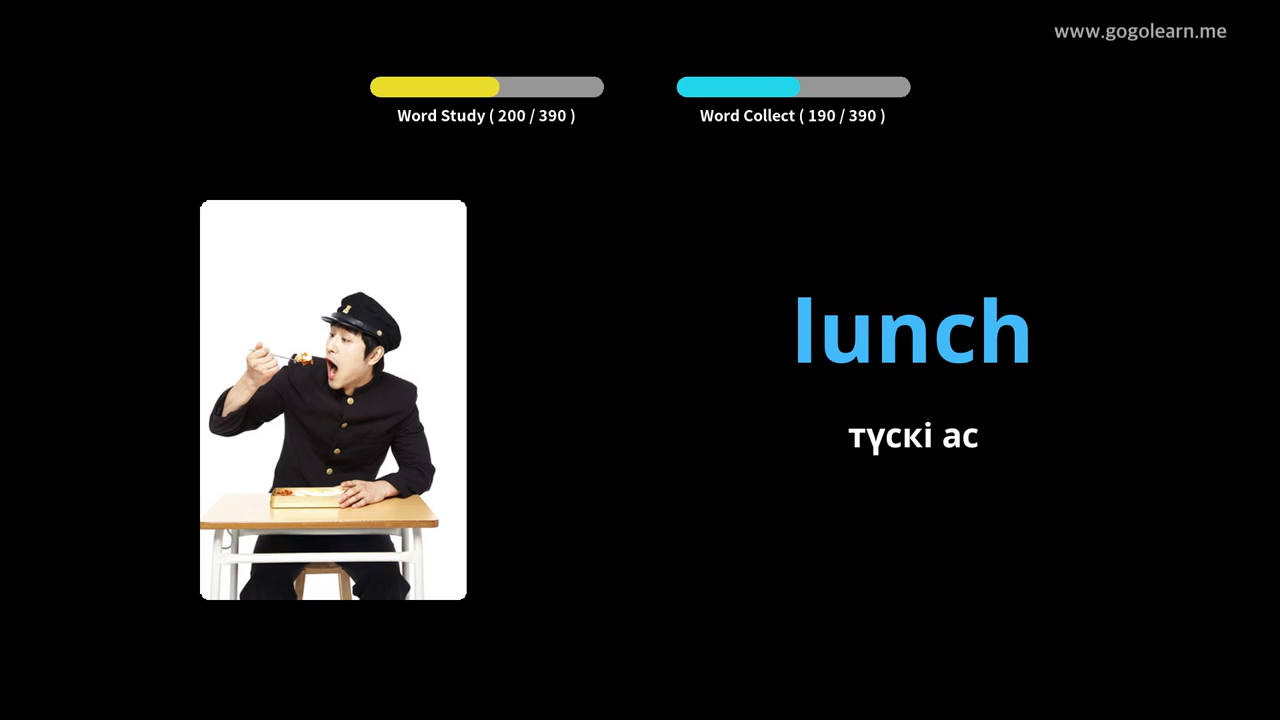 www.gogolearn.me
Word Study ( 200 / 390 )
Word Collect ( 190 / 390 )
lunch
түскі ас